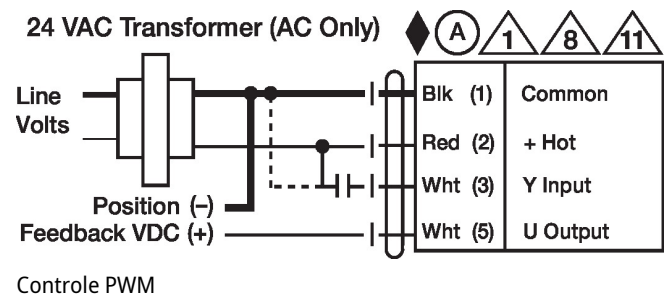 24 VAC Transformer (AC Only)
A 1 8 11
Line
Volts
Blk (1) Common
Red (2) + Hot
Wht (3) Y Input
Position (–)
Feedback VDC (+)
Wht (5) U Output
Controle PWM